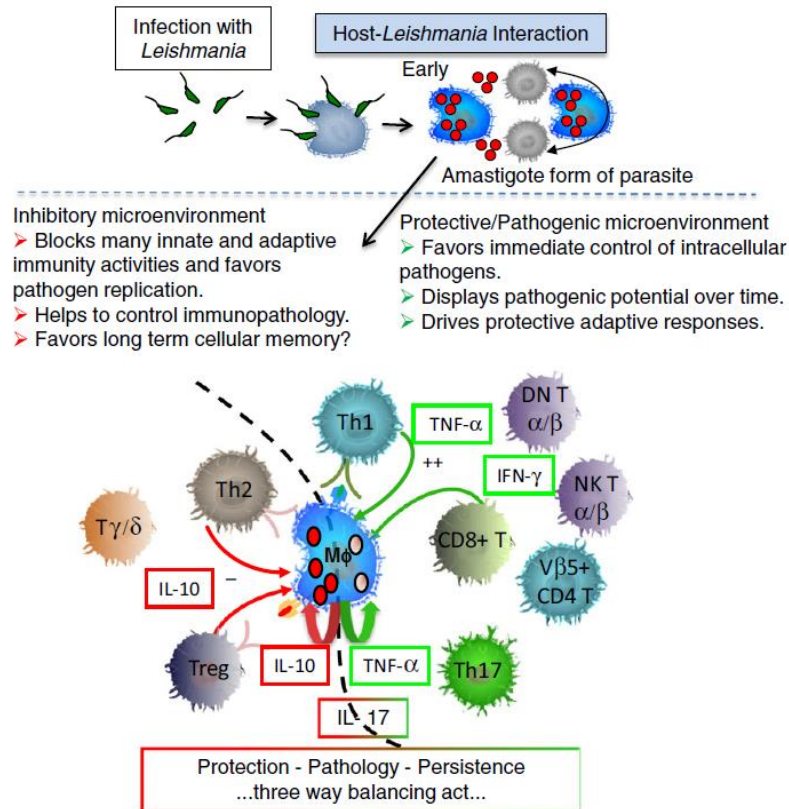 Infection with
Leishmania
Host-Leishmania Interaction
Early
Amastigote form of parasite
Inhibitory microenvironment
➤ Blocks many innate and adaptive
immunity activities and favors
pathogen replication.
➤ Helps to control immunopathology.
➤ Favors long term cellular memory?
Protective/Pathogenic microenvironment
➤ Favors immediate control of intracellular
pathogens.
➤ Displays pathogenic potential over time.
➤ Drives protective adaptive responses.
Th1
TNF-α
++
DN T
α/β
IFN-γ
NK T
α/β
Th2
Tγ/δ
CD8+ T
Mϕ
Vβ5+
CD4 T
IL-10
–
Treg
IL-10
TNF-α
Th17
IL- 17
Protection - Pathology - Persistence
...three way balancing act...